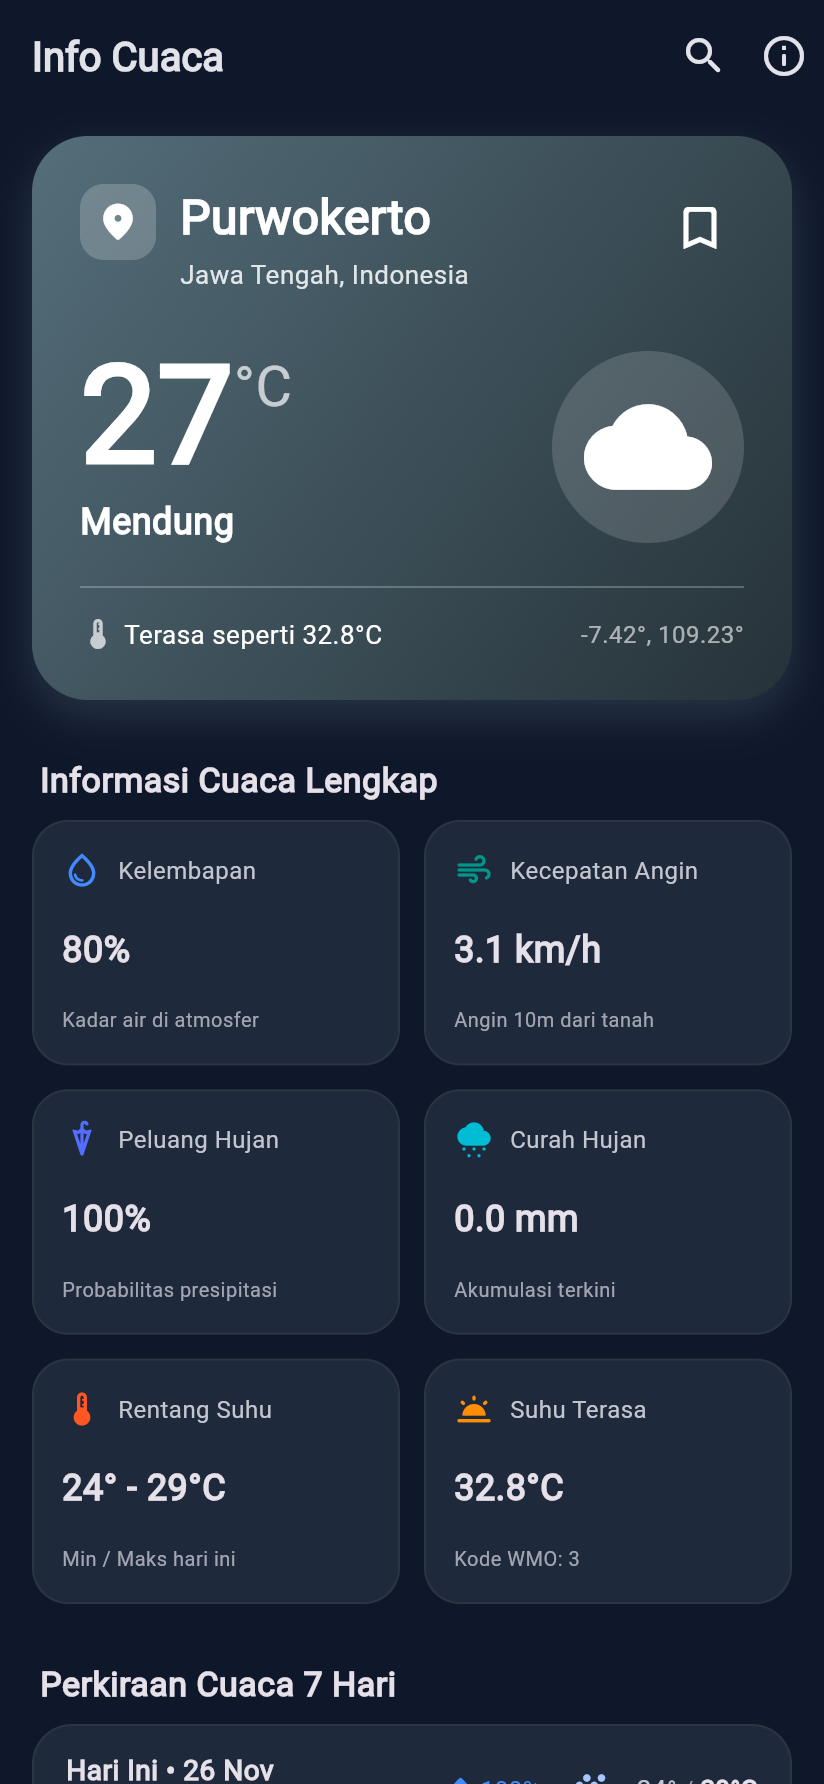 Info Cuaca
Purwokerto
Jawa Tengah, Indonesia
27°C
Mendung
Terasa seperti 32.8°C
-7.42°, 109.23°
Informasi Cuaca Lengkap
Kelembapan
80%
Kadar air di atmosfer
Kecepatan Angin
3.1 km/h
Angin 10m dari tanah
Peluang Hujan
100%
Probabilitas presipitasi
Curah Hujan
0.0 mm
Akumulasi terkini
Rentang Suhu
24° - 29°C
Min / Maks hari ini
Suhu Terasa
32.8°C
Kode WMO: 3
Perkiraan Cuaca 7 Hari
Hari Ini • 26 Nov